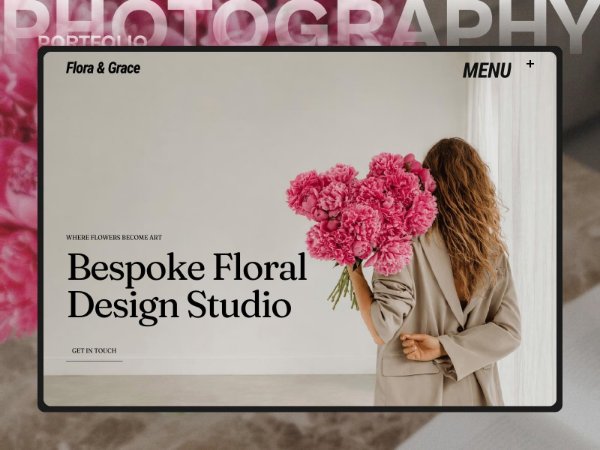 PHOTOGRAPHY
PORTFOLIO
Flora & Grace
MENU +
WHERE FLOWERS BECOME ART
Bespoke Floral
Design Studio
GET IN TOUCH